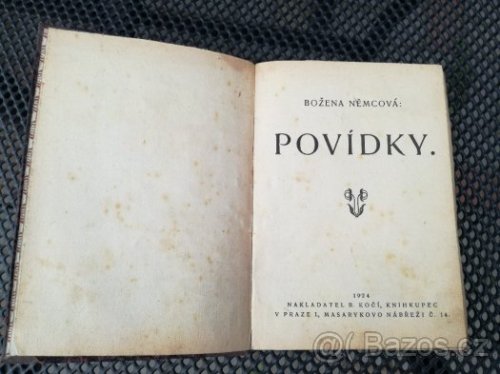 BOŽENA NĚMCOVÁ:
POVÍDKY.
1924
NAKLADATEL B. KOČÍ, KNIHKUPEC
V PRAZE I., MASARYKOVO NÁBŘEŽÍ Č. 14.
Bazos.cz